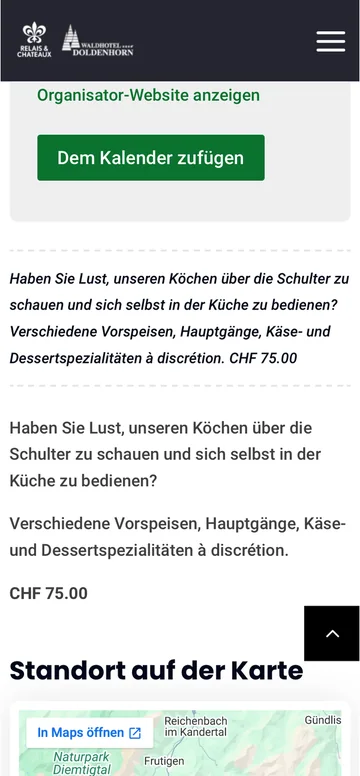 RELAIS &
CHATEAUX
WALDHOTEL
DOLDENHORN
Organisator-Website anzeigen
Dem Kalender zufügen
Haben Sie Lust, unseren Köchen über die Schulter zu
schauen und sich selbst in der Küche zu bedienen?
Verschiedene Vorspeisen, Hauptgänge, Käse- und
Dessertspezialitäten à discrétion. CHF 75.00
Haben Sie Lust, unseren Köchen über die
Schulter zu schauen und sich selbst in der
Küche zu bedienen?
Verschiedene Vorspeisen, Hauptgänge, Käse-
und Dessertspezialitäten à discrétion.
CHF 75.00
Standort auf der Karte
In Maps öffnen
Reichenbach
im Kandertal
Gündlis
Naturpark
Diemtigtal
Frutigen